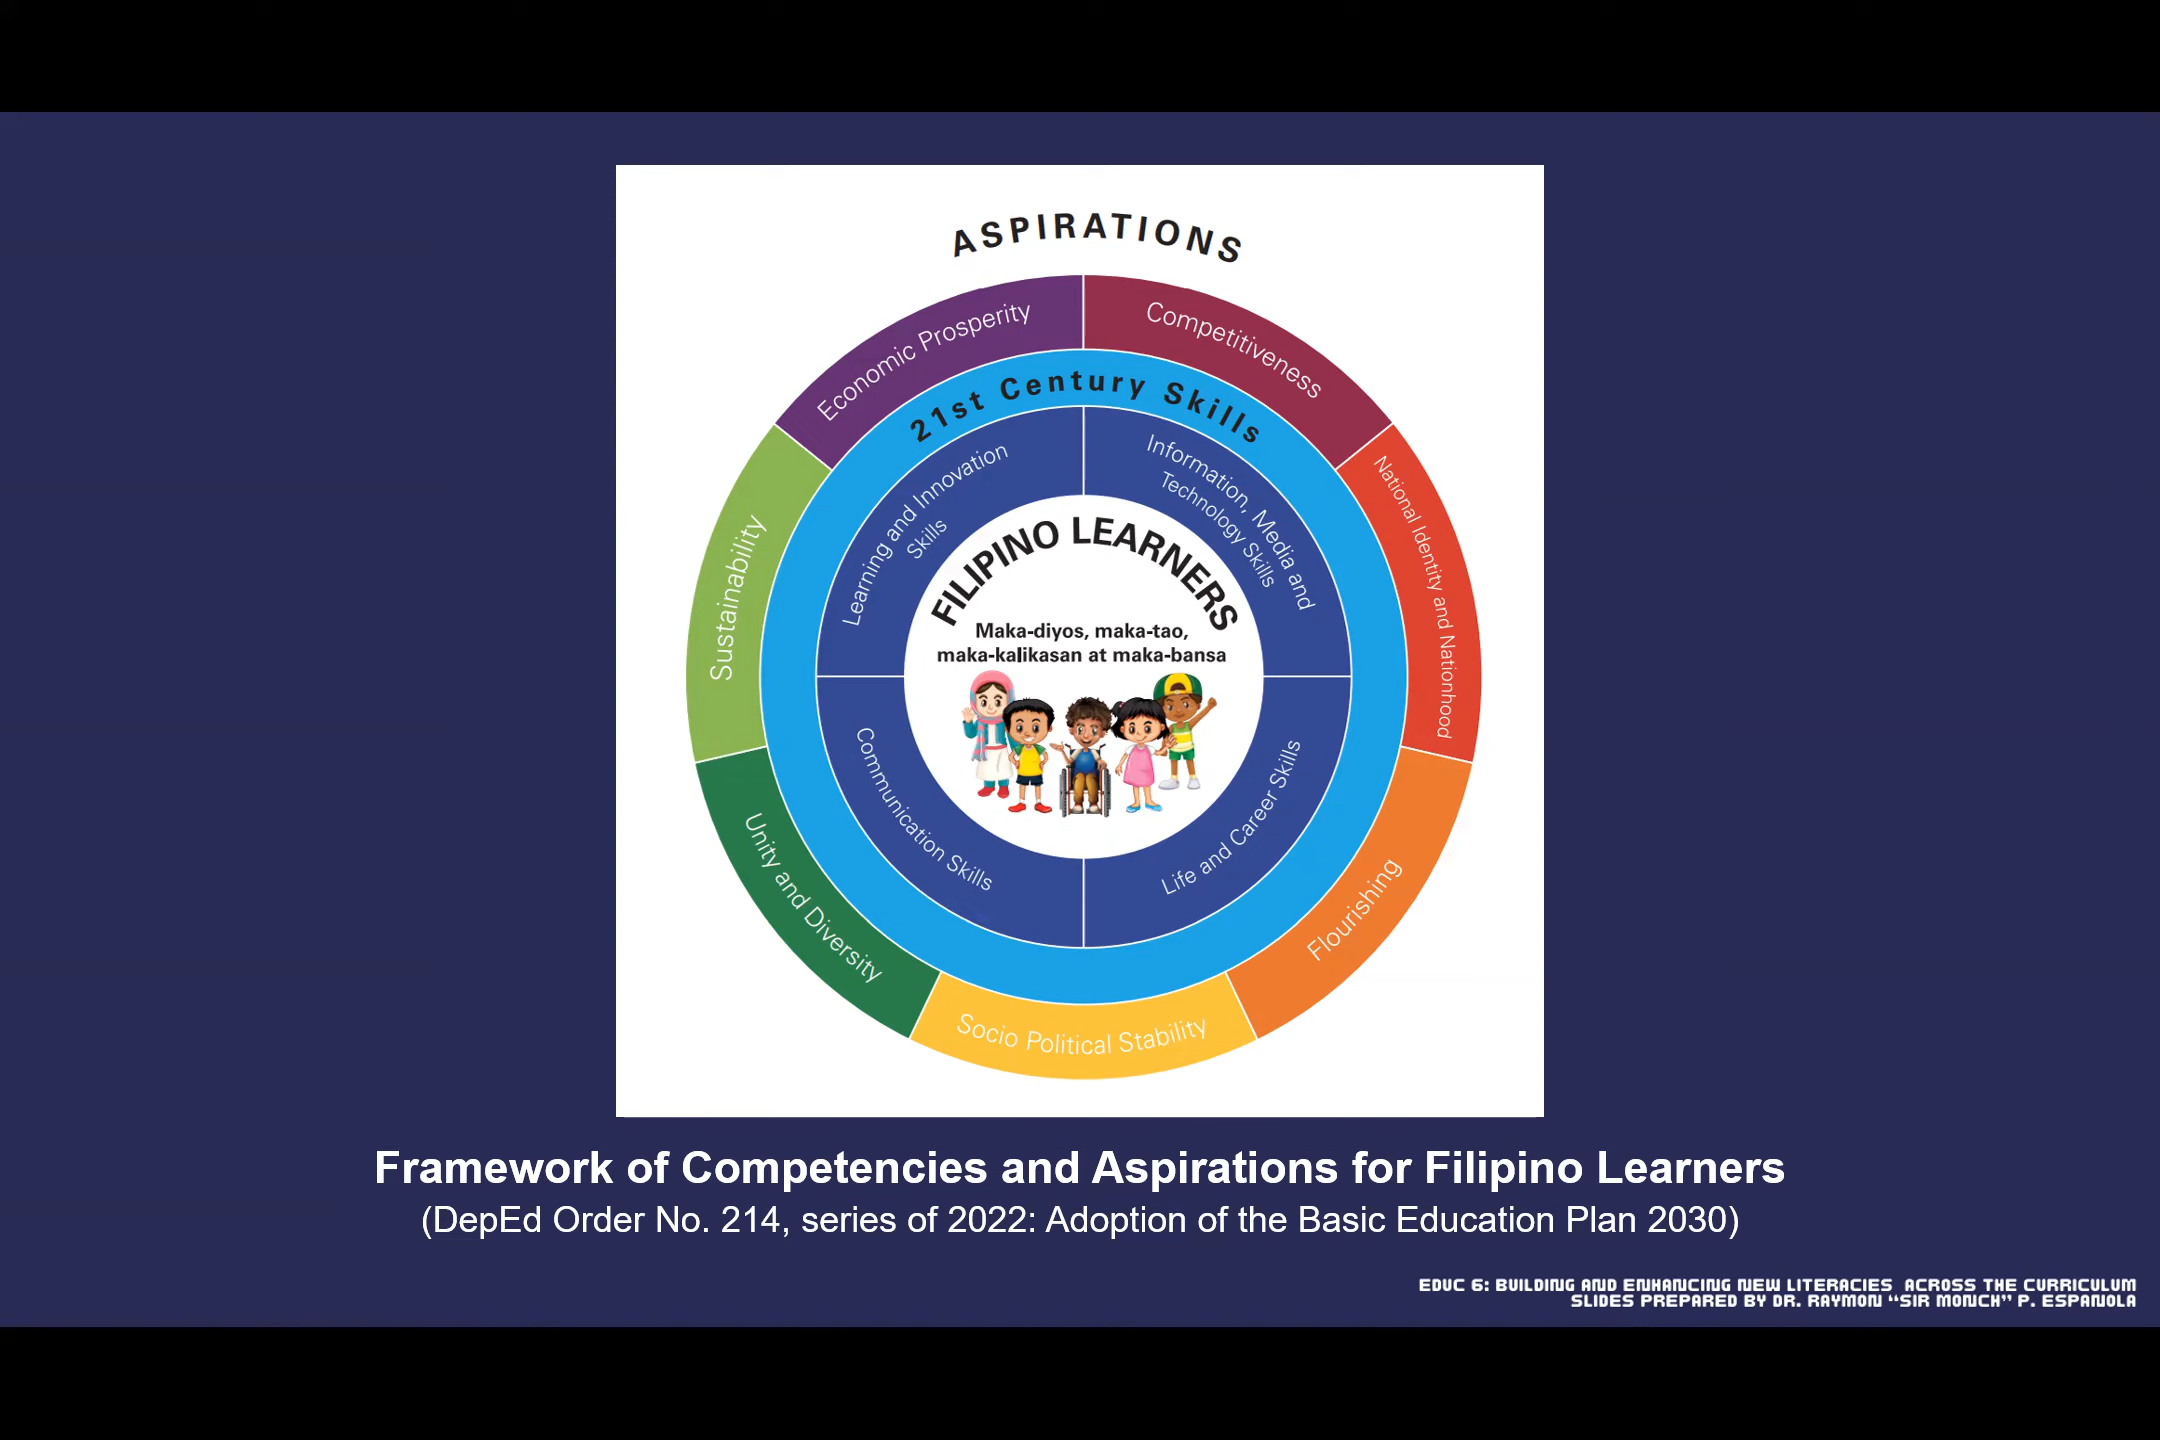 ASPIRATIONS
Economic Prosperity
Competitiveness
National Identity and Nationhood
Flourishing
Socio Political Stability
Unity and Diversity
Sustainability
21st Century Skills
Learning and Innovation
Skills
Information, Media and
Technology Skills
Life and Career Skills
Communication Skills
FILIPINO LEARNERS
Maka-diyos, maka-tao,
maka-kalikasan at maka-bansa
Framework of Competencies and Aspirations for Filipino Learners
(DepEd Order No. 214, series of 2022: Adoption of the Basic Education Plan 2030)
EDUC 6: BUILDING AND ENHANCING NEW LITERACIES ACROSS THE CURRICULUM
SLIDES PREPARED BY DR. RAYMON “SIR MONCH” P. ESPANOLA